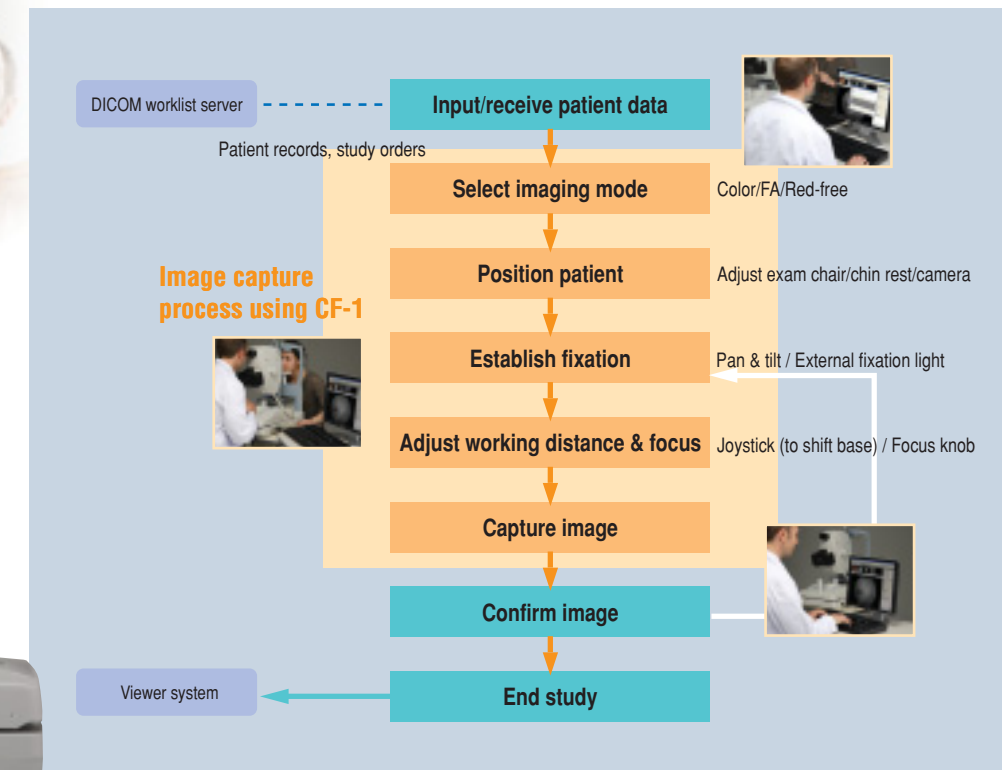 DICOM worklist server
Input/receive patient data
Patient records, study orders
Select imaging mode
Color/FA/Red-free
Image capture
process using CF-1
Position patient
Adjust exam chair/chin rest/camera
Establish fixation
Pan & tilt / External fixation light
Adjust working distance & focus
Joystick (to shift base) / Focus knob
Capture image
Confirm image
Viewer system
End study